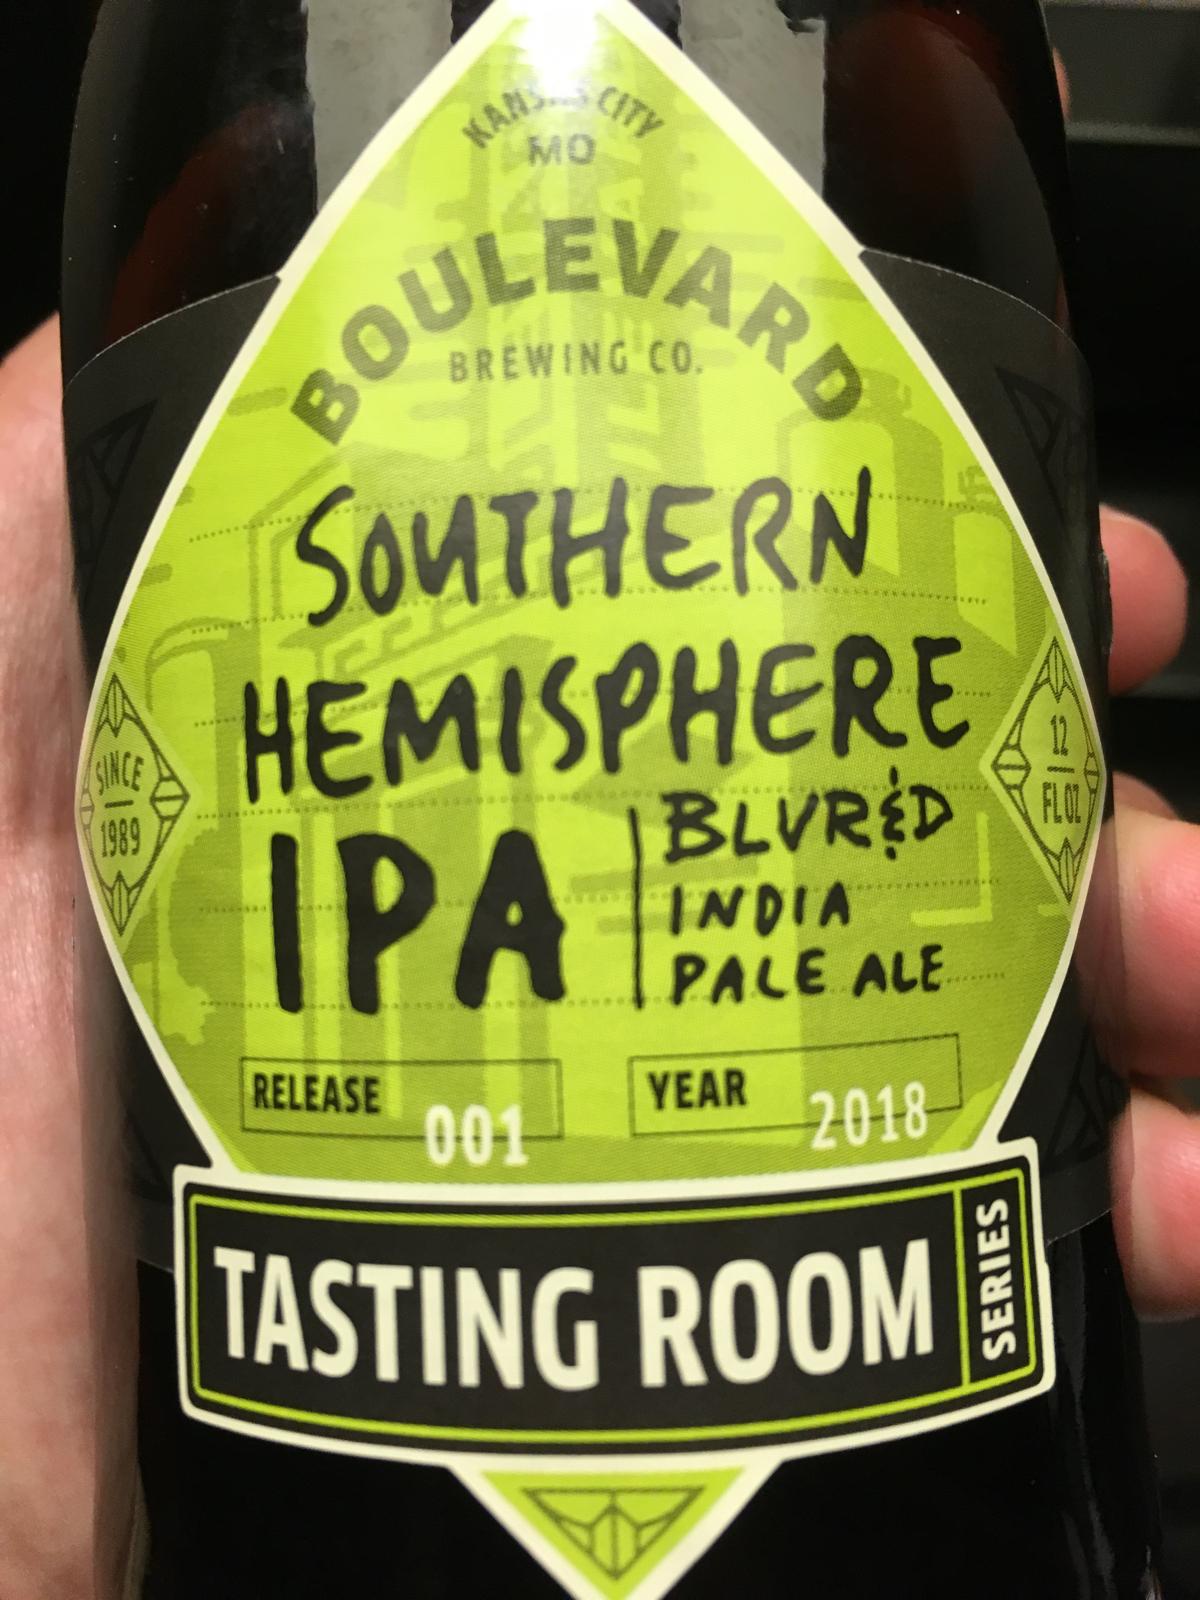 KANSAS CITY
MO
BOULEVARD
BREWING CO.
SOUTHERN
HEMISPHERE
IPA
BLVR&D
INDIA
PALE ALE
SINCE
1989
12
FL OZ
RELEASE 001
YEAR 2018
TASTING ROOM
SERIES